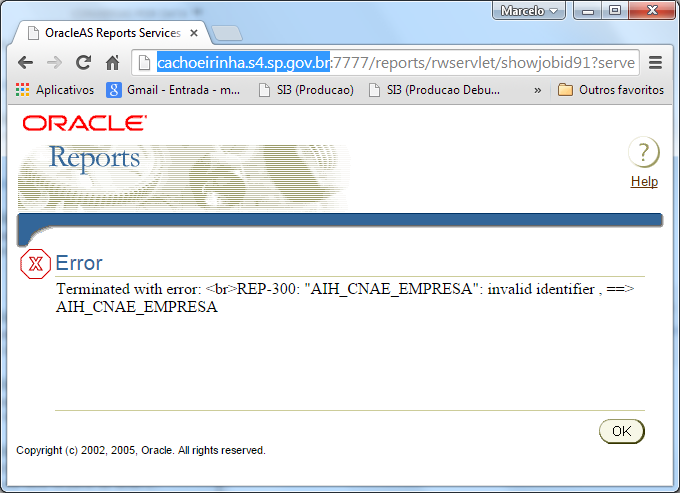 Marcelo
OracleAS Reports Services
cachoeirinha.s4.sp.gov.br:7777/reports/rwservlet/showjobid91?serve
Aplicativos Gmail - Entrada - m... SI3 (Producao) SI3 (Producao Debu... » Outros favoritos
ORACLE
Reports
?
Help
X
Error
Terminated with error: <br>REP-300: "AIH_CNAE_EMPRESA": invalid identifier , ==>
AIH_CNAE_EMPRESA
OK
Copyright (c) 2002, 2005, Oracle. All rights reserved.